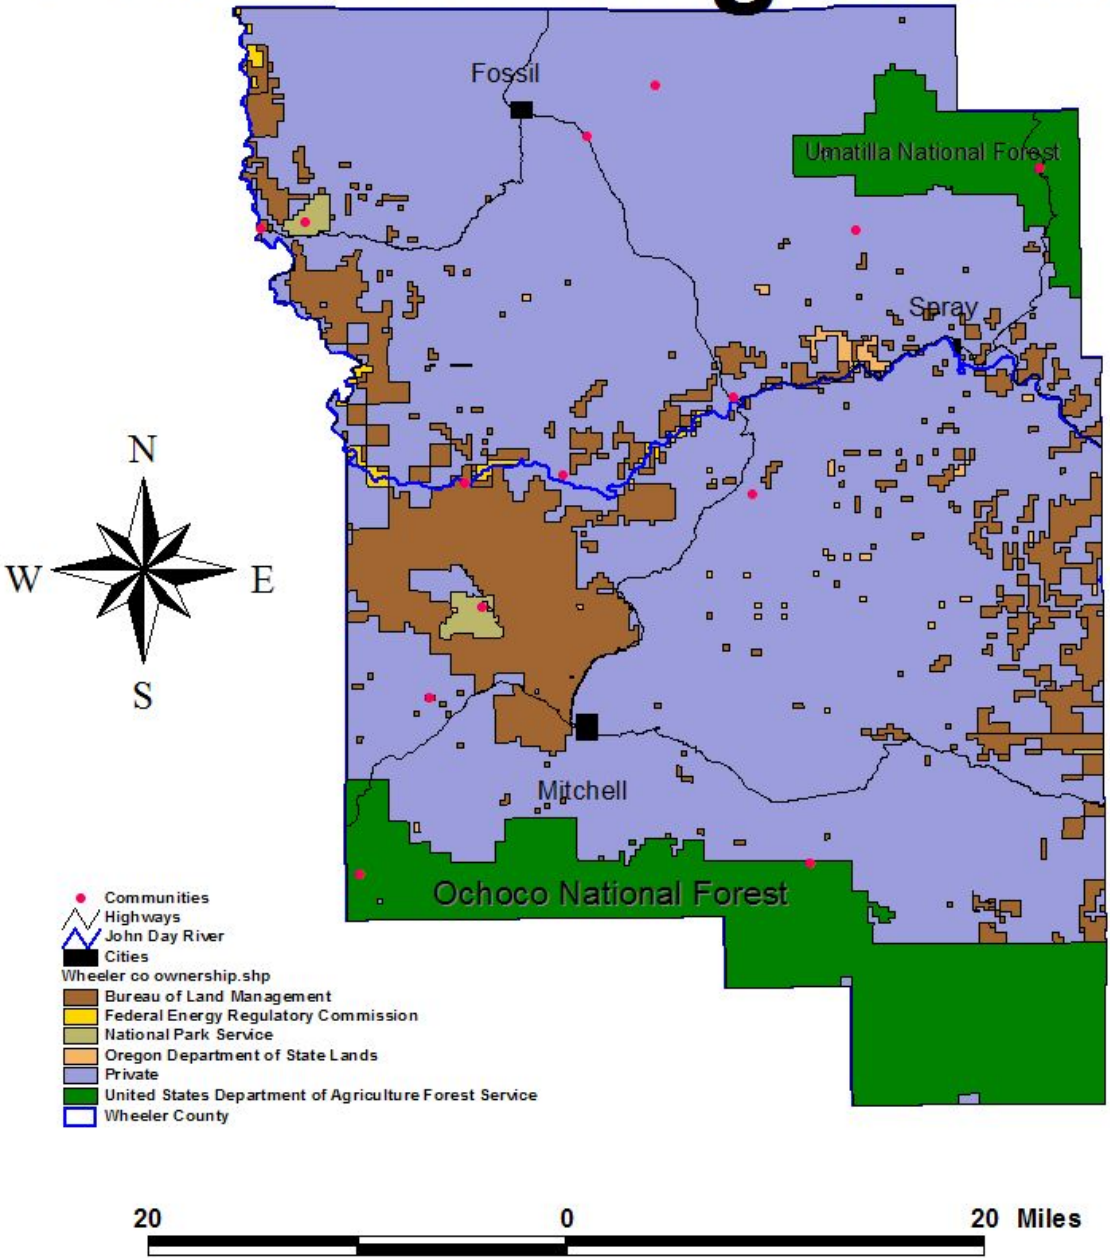 Fossil
Umatilla National Forest
Spray
N
W
E
S
Mitchell
Ochoco National Forest
Communities
Highways
John Day River
Cities
Wheeler co ownership.shp
Bureau of Land Management
Federal Energy Regulatory Commission
National Park Service
Oregon Department of State Lands
Private
United States Department of Agriculture Forest Service
Wheeler County
20 0 20 Miles